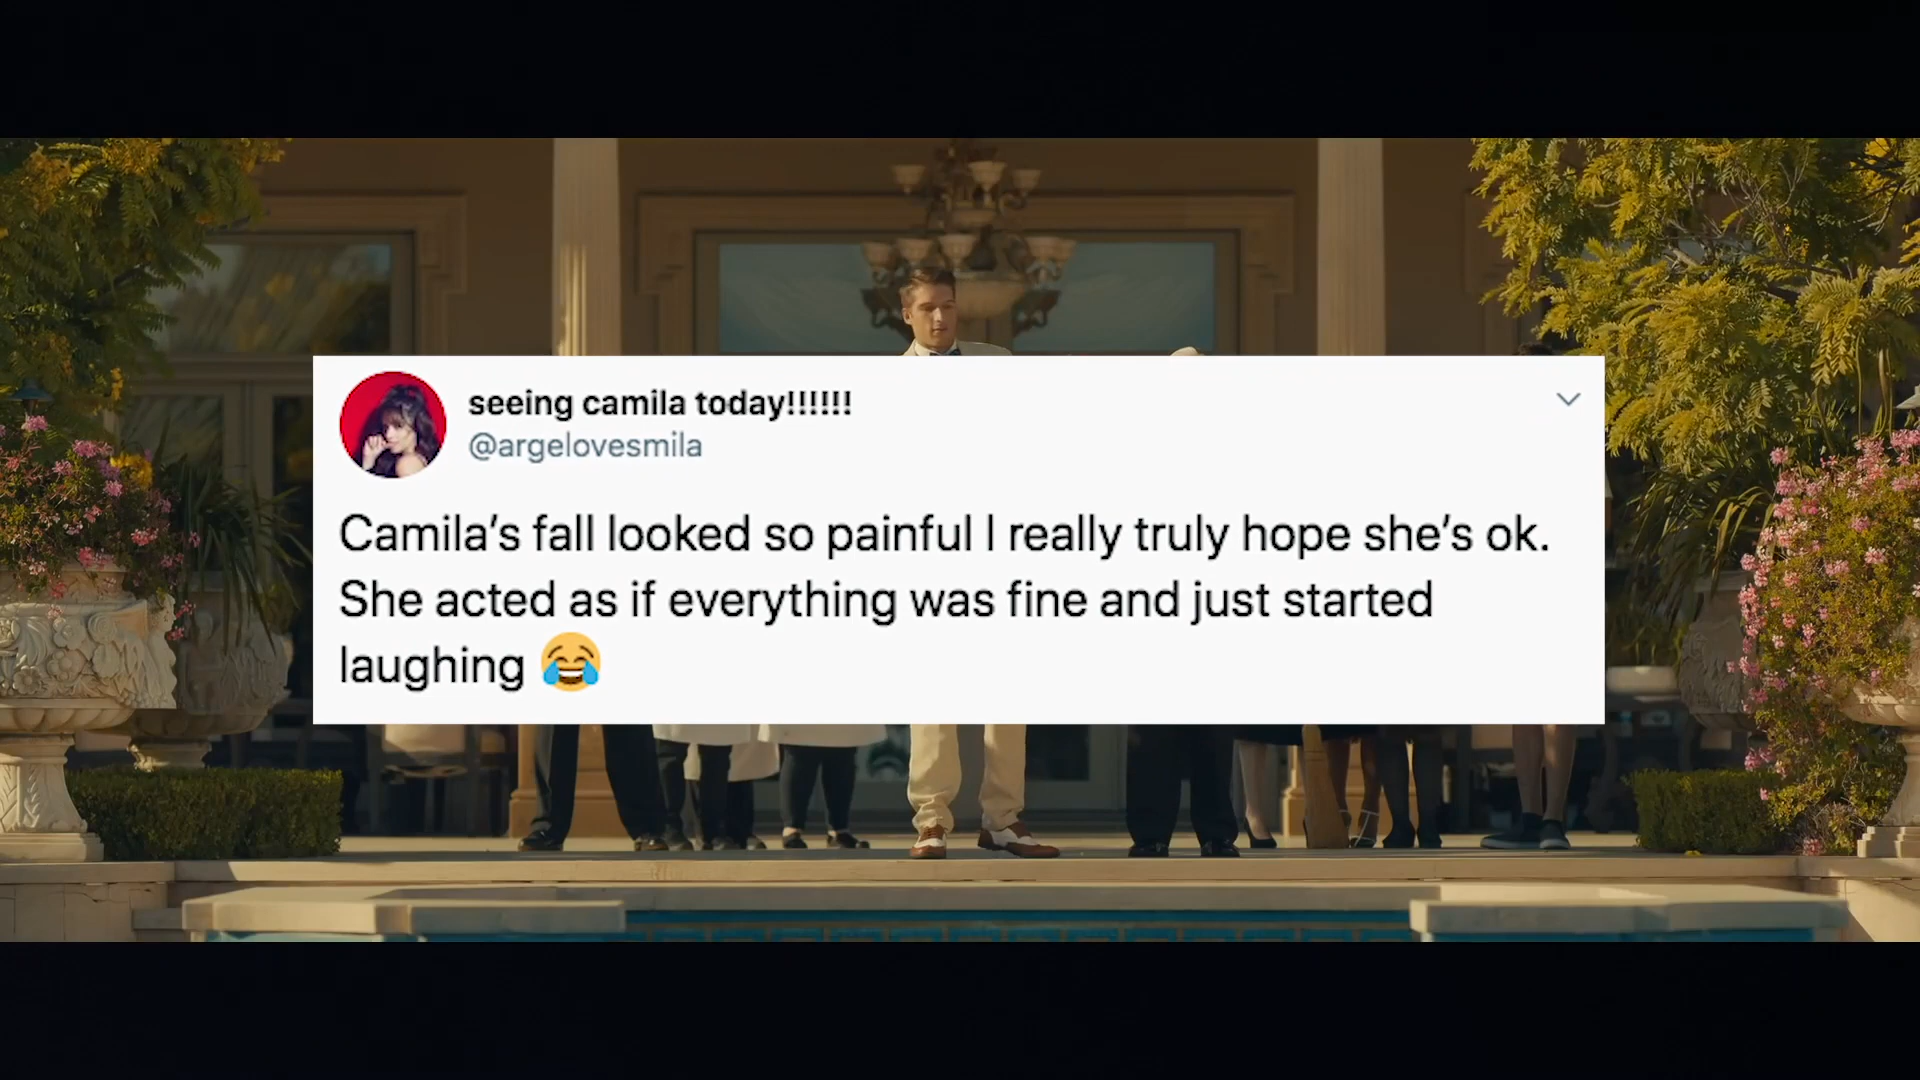 seeing camila today!!!!!!
@argelovesmila
Camila’s fall looked so painful I really truly hope she’s ok.
She acted as if everything was fine and just started
laughing 😂